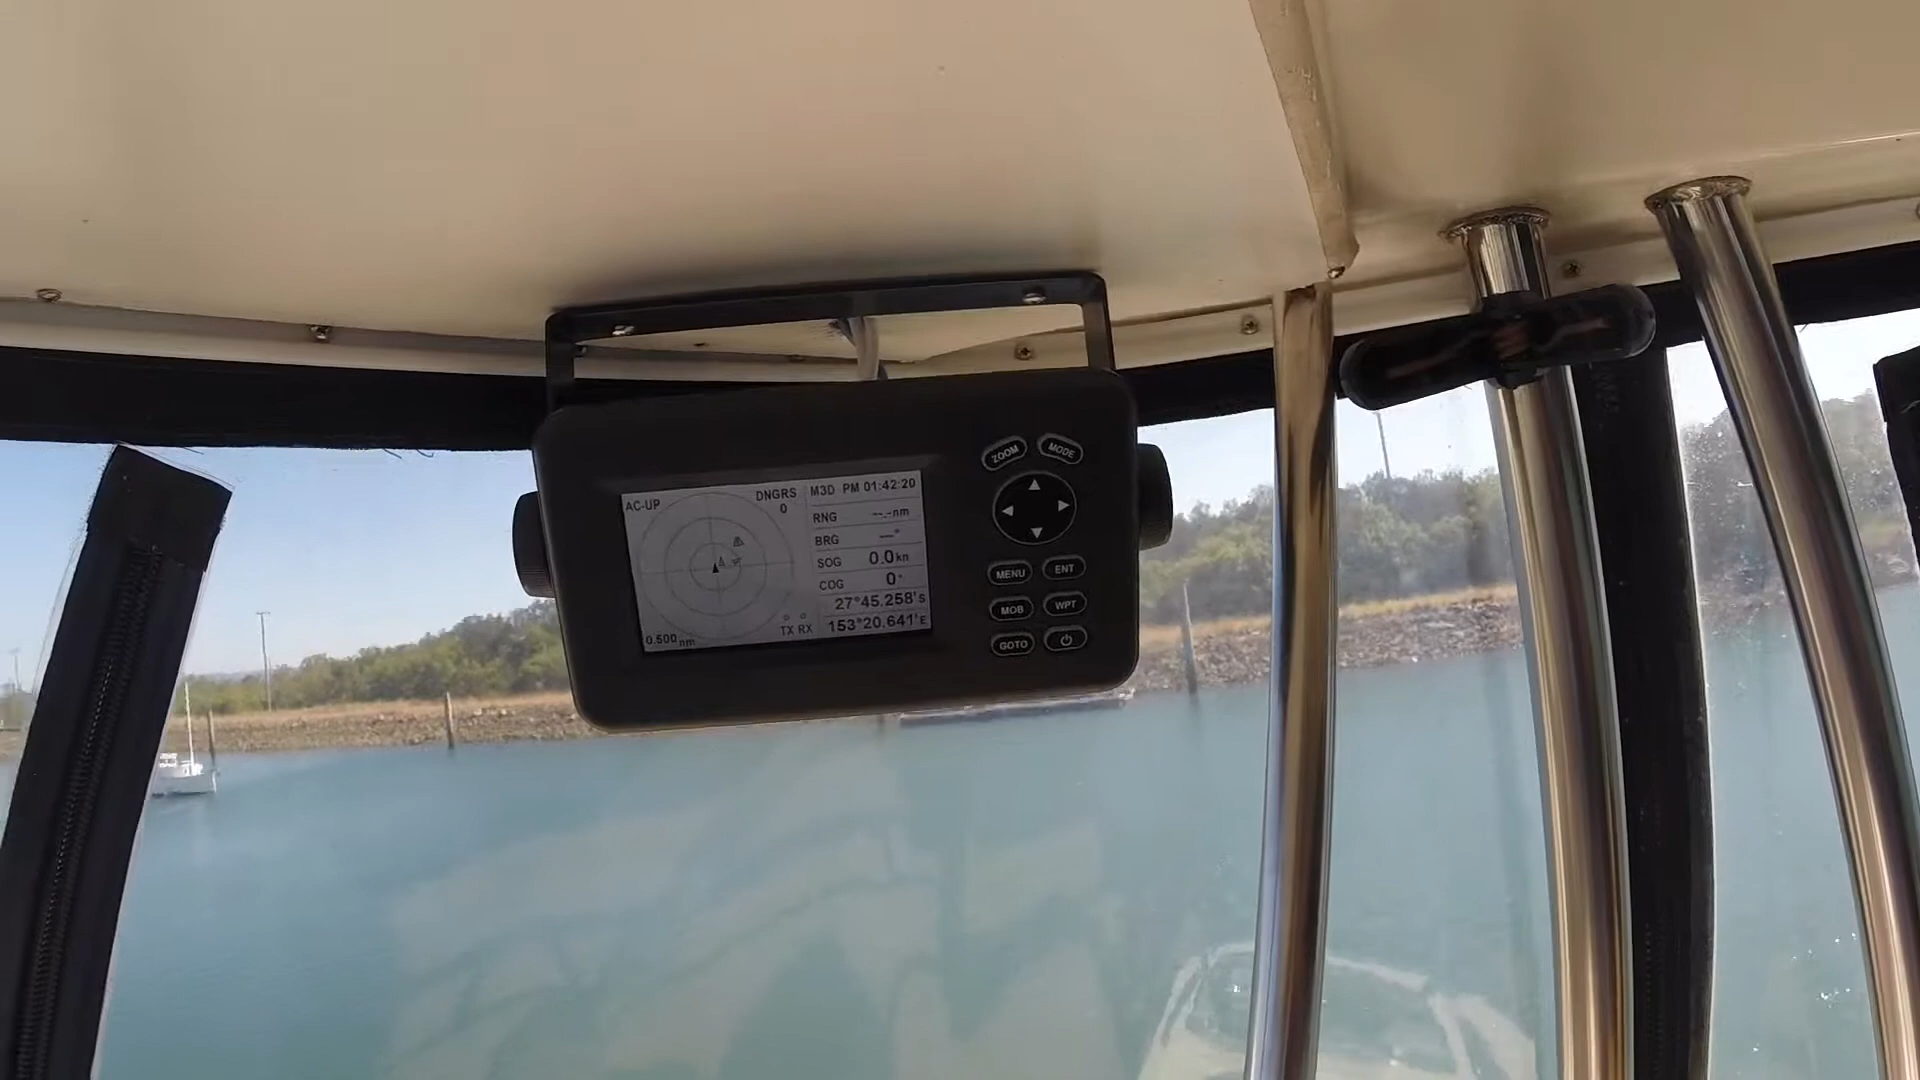 AC-UP
DNGRS
0
M3D PM 01:42:20
RNG --.-nm
BRG ---°
SOG 0.0kn
COG 0°
27°45.258'S
153°20.641'E
TX RX
0.500nm
ZOOM MODE
MENU ENT
MOB WPT
GOTO